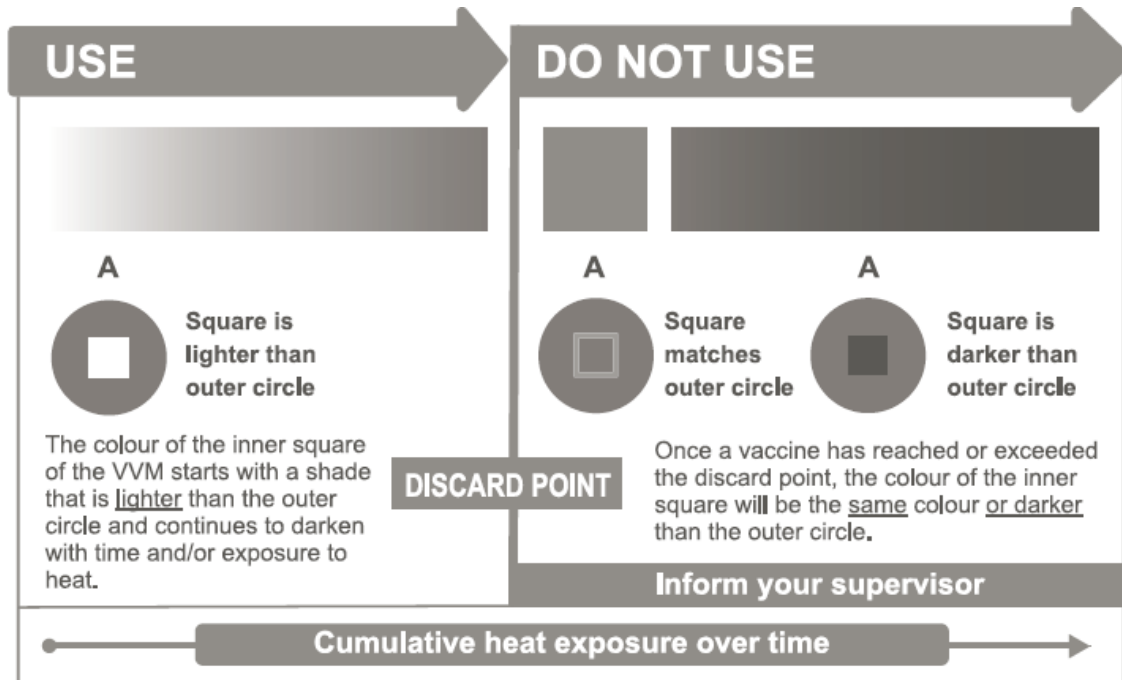 USE
DO NOT USE
A
Square is
lighter than
outer circle
The colour of the inner square
of the VVM starts with a shade
that is lighter than the outer
circle and continues to darken
with time and/or exposure to
heat.
DISCARD POINT
A
Square
matches
outer circle
A
Square is
darker than
outer circle
Once a vaccine has reached or exceeded
the discard point, the colour of the inner
square will be the same colour or darker
than the outer circle.
Inform your supervisor
Cumulative heat exposure over time